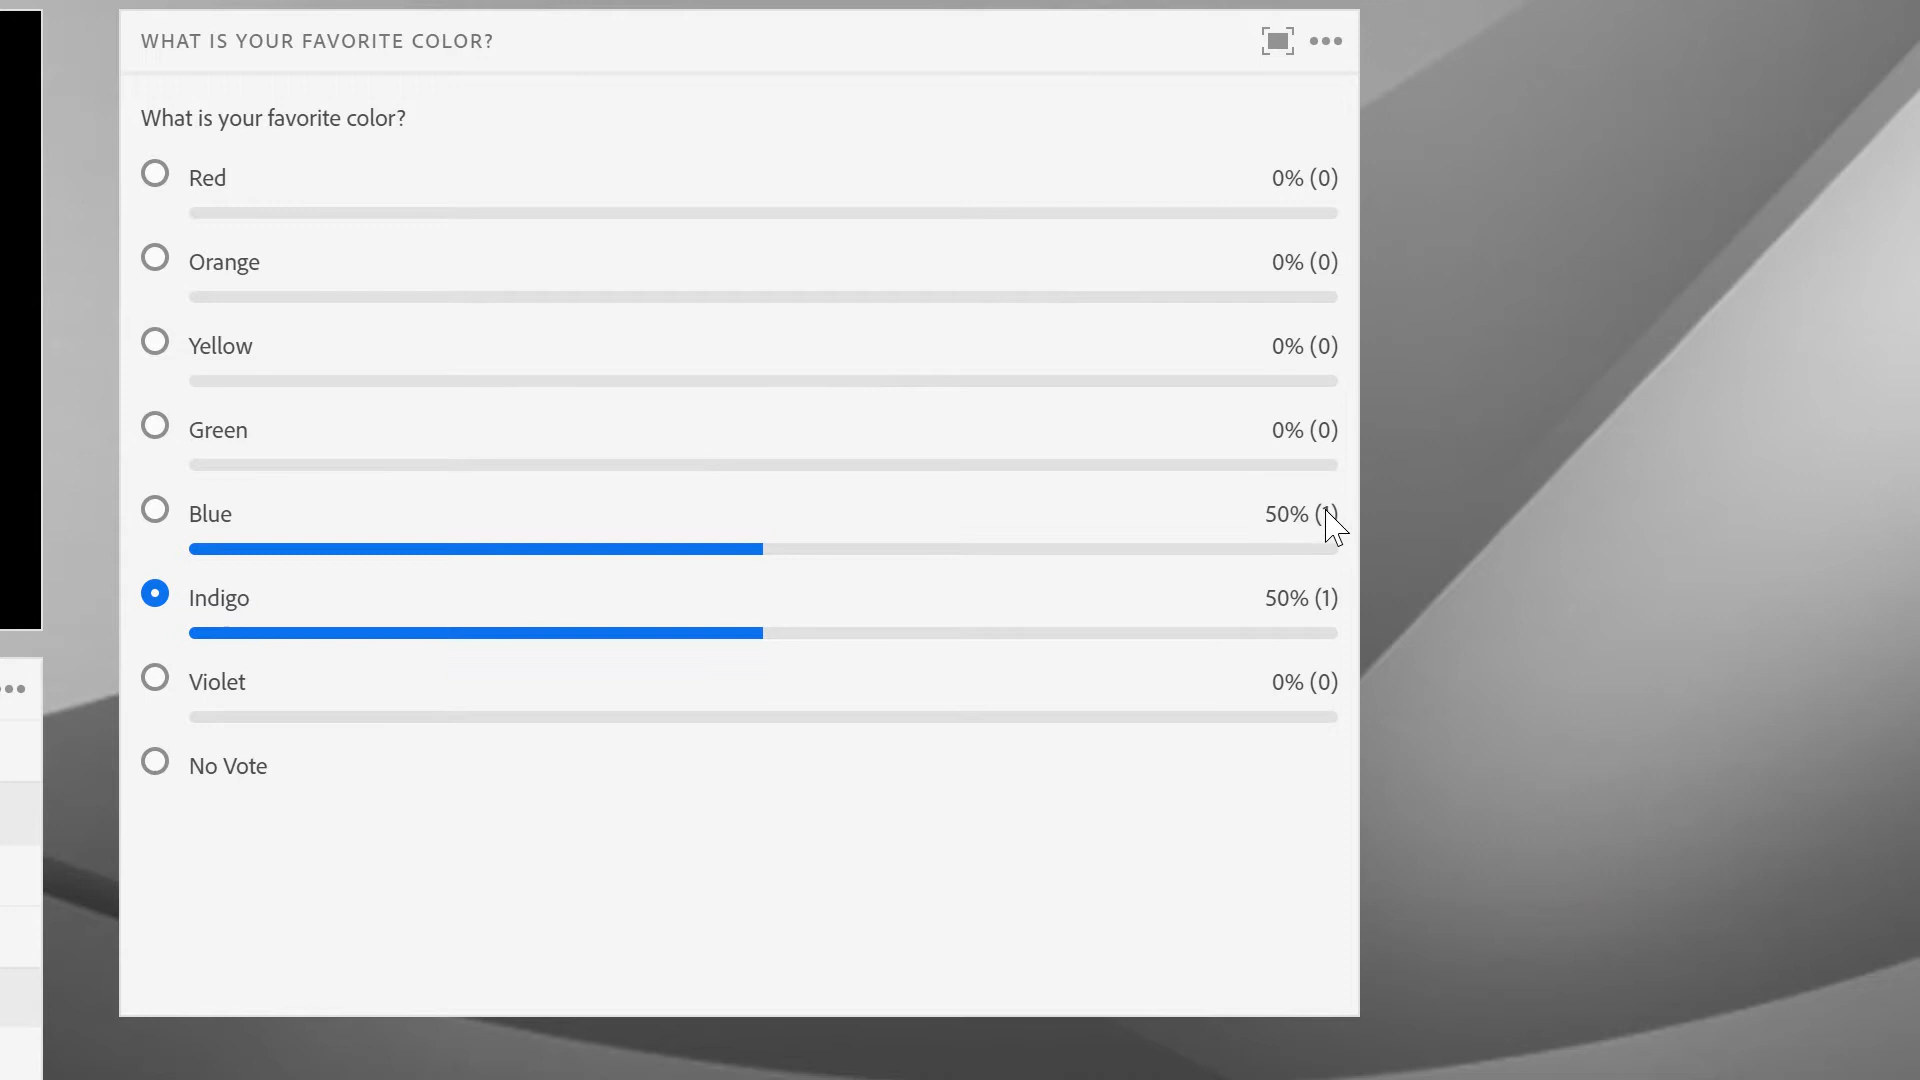 WHAT IS YOUR FAVORITE COLOR?
What is your favorite color?
Red 0% (0)
Orange 0% (0)
Yellow 0% (0)
Green 0% (0)
Blue 50% (1)
Indigo 50% (1)
Violet 0% (0)
No Vote